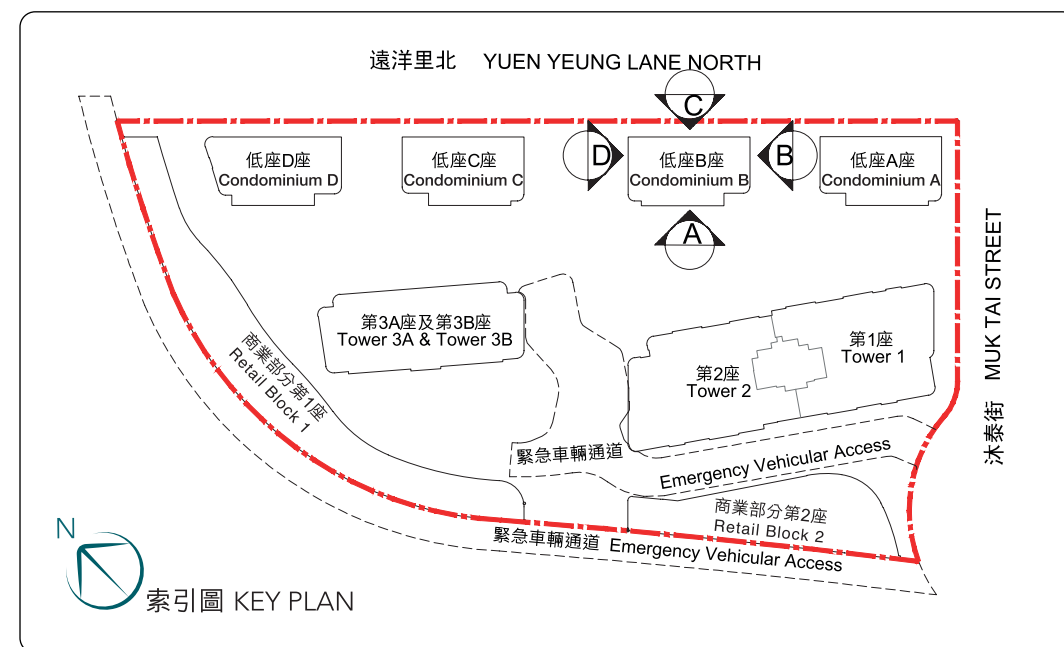 遠洋里北 YUEN YEUNG LANE NORTH
C
D
B
A
低座D座
Condominium D
低座C座
Condominium C
低座B座
Condominium B
低座A座
Condominium A
沐泰街 MUK TAI STREET
第3A座及第3B座
Tower 3A & Tower 3B
第1座
Tower 1
第2座
Tower 2
商業部分第1座
Retail Block 1
緊急車輛通道 Emergency Vehicular Access
商業部分第2座
Retail Block 2
緊急車輛通道 Emergency Vehicular Access
N
索引圖 KEY PLAN